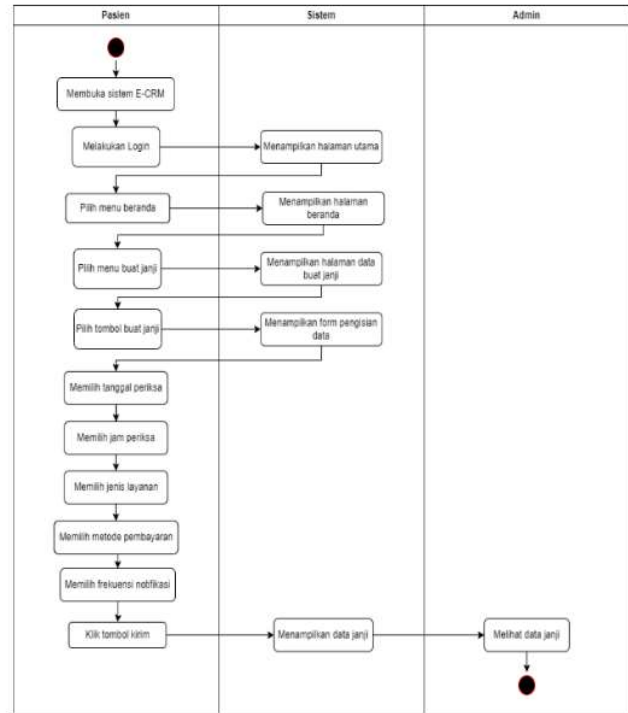 Pasien
Sistem
Admin
Membuka sistem E-CRM
Melakukan Login
Menampilkan halaman utama
Pilih menu beranda
Menampilkan halaman
beranda
Pilih menu buat janji
Menampilkan halaman data
buat janji
Pilih tombol buat janji
Menampilkan form pengisian
data
Memilih tanggal periksa
Memilih jam periksa
Memilih jenis layanan
Memilih metode pembayaran
Memilih frekuensi notifikasi
Klik tombol kirim
Menampilkan data janji
Melihat data janji